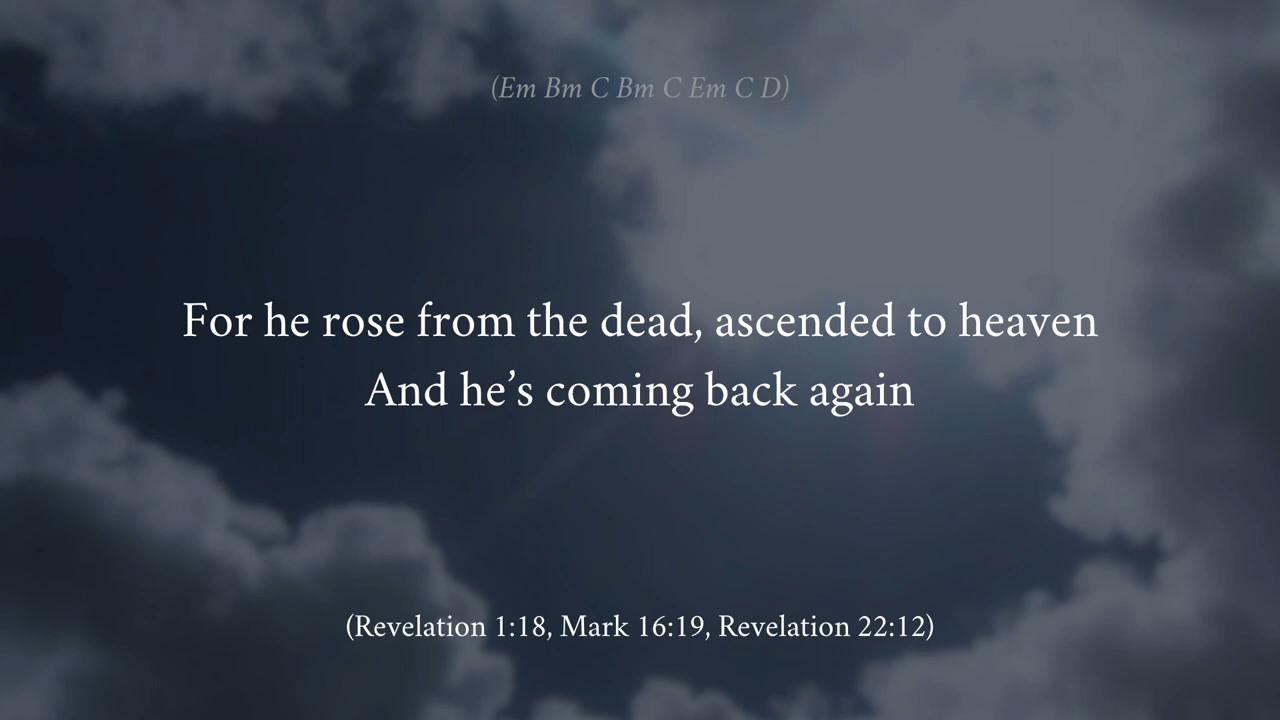 (Em Bm C Bm C Em C D)
For he rose from the dead, ascended to heaven
And he’s coming back again
(Revelation 1:18, Mark 16:19, Revelation 22:12)